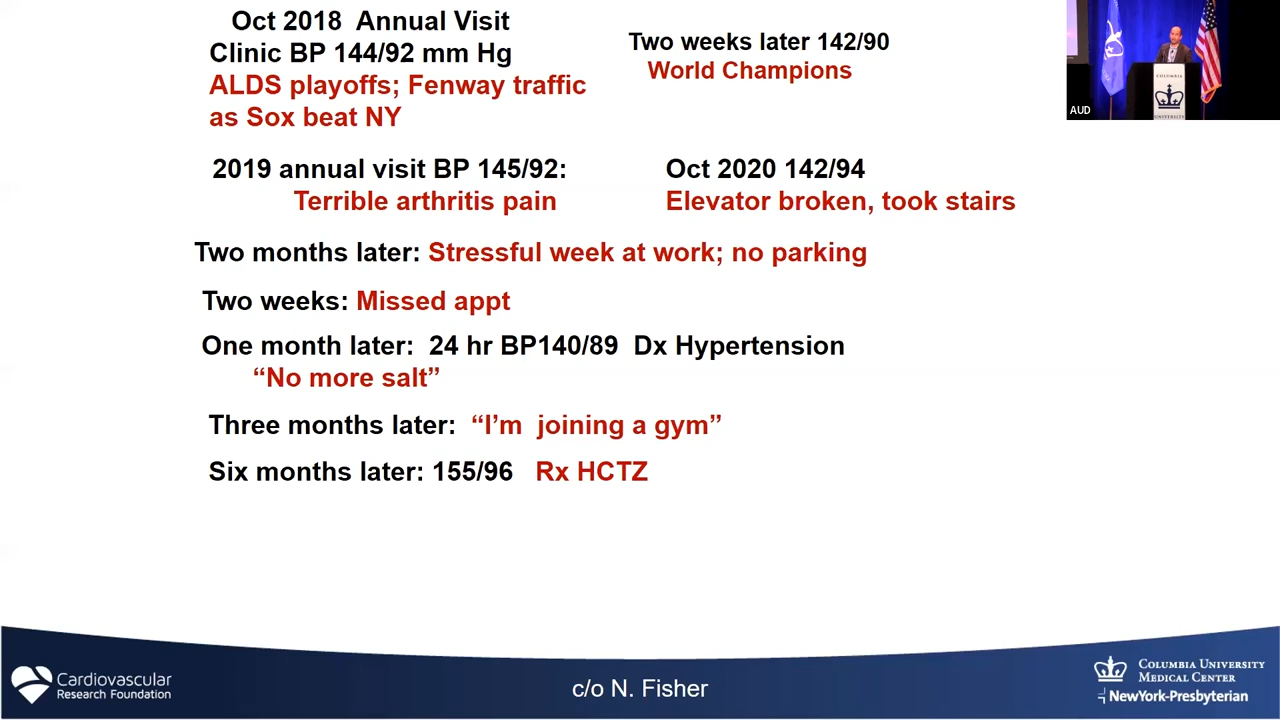 Oct 2018 Annual Visit
Clinic BP 144/92 mm Hg
ALDS playoffs; Fenway traffic
as Sox beat NY
Two weeks later 142/90
World Champions
2019 annual visit BP 145/92:
Terrible arthritis pain
Oct 2020 142/94
Elevator broken, took stairs
Two months later: Stressful week at work; no parking
Two weeks: Missed appt
One month later: 24 hr BP140/89 Dx Hypertension
“No more salt”
Three months later: “I’m joining a gym”
Six months later: 155/96 Rx HCTZ
AUD
COLUMBIA
UNIVERSITY
Cardiovascular
Research Foundation
c/o N. Fisher
COLUMBIA UNIVERSITY
MEDICAL CENTER
NewYork-Presbyterian